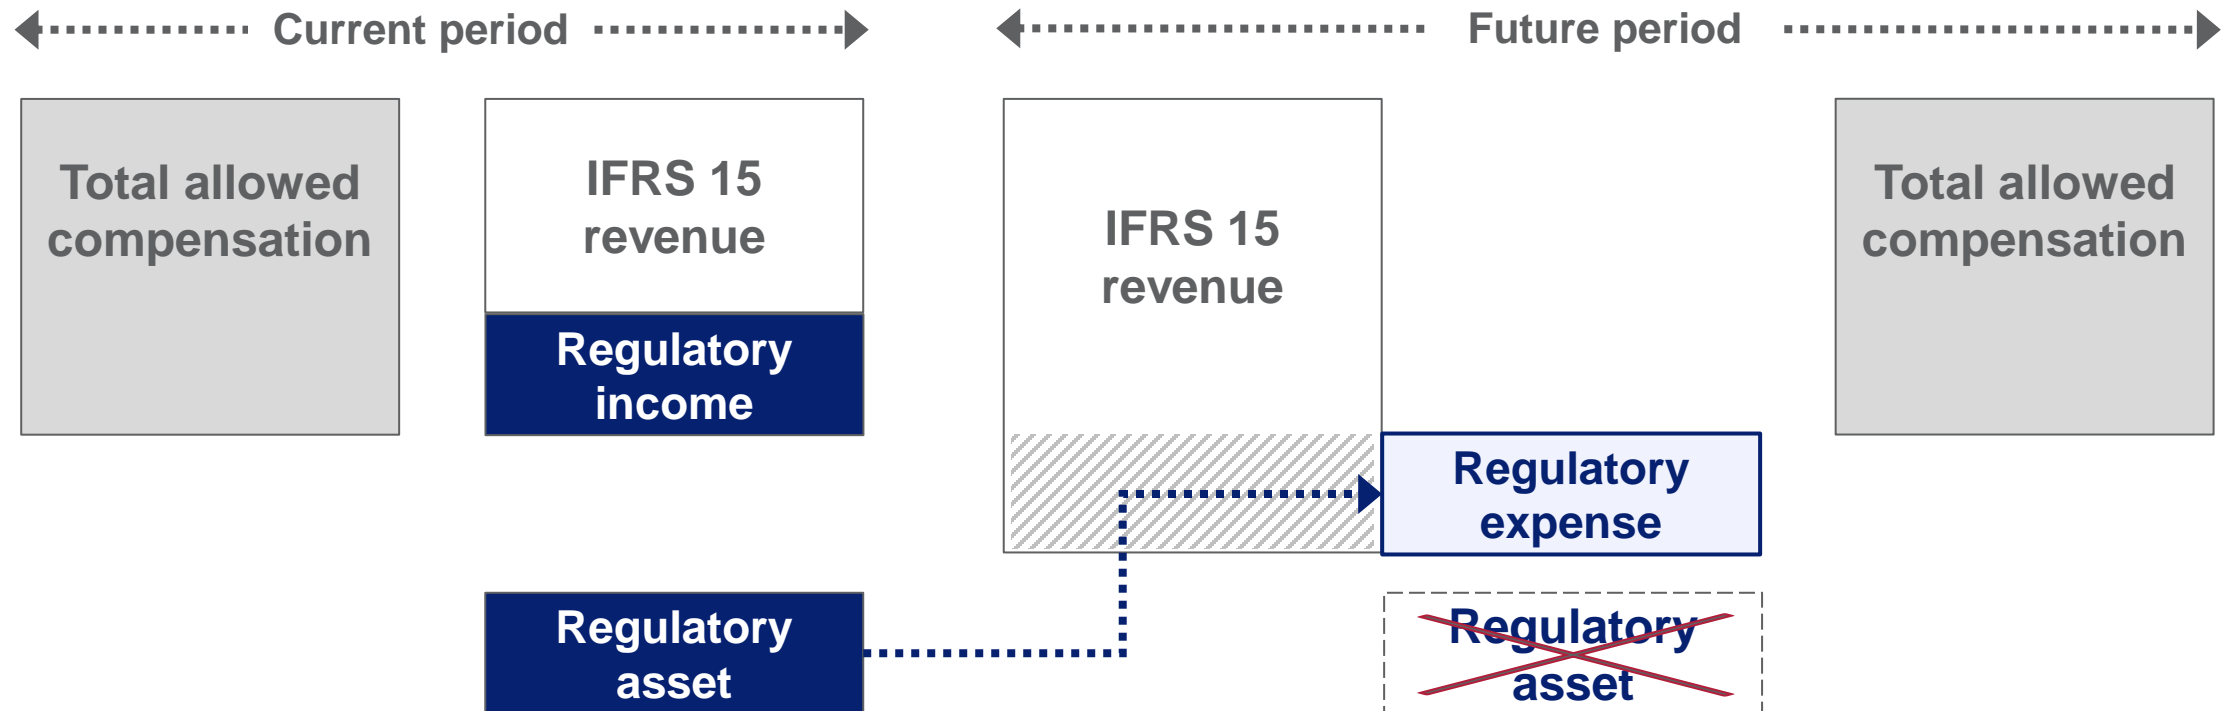 Current period
Future period
Total allowed
compensation
IFRS 15
revenue
Regulatory
income
IFRS 15
revenue
Total allowed
compensation
Regulatory
expense
Regulatory
asset
Regulatory
asset